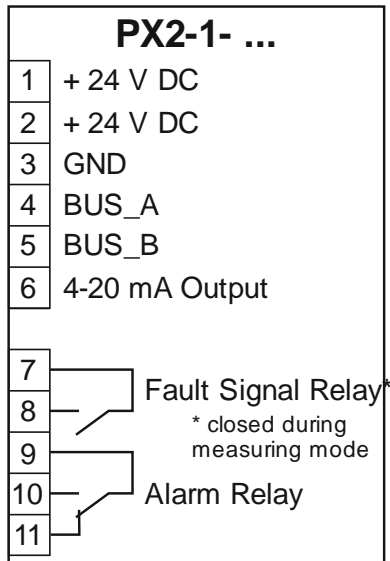 PX2-1- ...
1 + 24 V DC
2 + 24 V DC
3 GND
4 BUS_A
5 BUS_B
6 4-20 mA Output
7
Fault Signal Relay*
8
* closed during
measuring mode
9
10 Alarm Relay
11